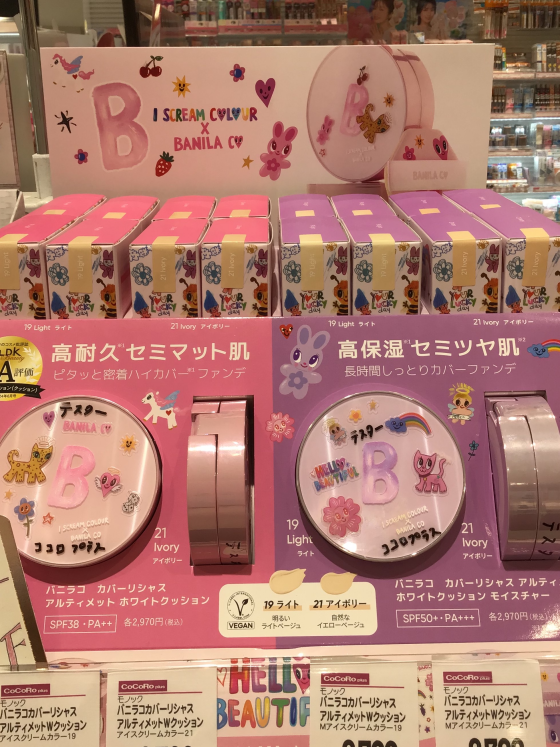 B
I SCREAM COLOUR
X
BANILA CO
B
BANILA CO
21 Ivory
21 Ivory
19 Light ライト
21 Ivory アイボリー
19 Light ライト
21 Ivory アイボリー
LDK
A評価
高耐久※1セミマット肌
ピタッと密着ハイカバー※1ファンデ
高保湿※2セミツヤ肌※3
長時間しっとりカバーファンデ
テスター
BANILA CO
B
I SCREAM COLOUR
X
BANILA CO
ココロプラス
21
Ivory
アイボリー
19
Light
ライト
テスター
HELLO
BEAUTIFUL
B
I SCREAM COLOUR
X
BANILA CO
ココロプラス
21
Ivory
アイボリー
バニラコ カバーリシャス
アルティメット ホワイトクッション
SPF38・PA++
各2,970円(税込)
VEGAN
19 ライト
明るい
ライトベージュ
21 アイボリー
自然な
イエローベージュ
バニラコ カバーリシャス アルティ
ホワイトクッション モイスチャー
SPF50+・PA+++
各2,970円(税込)
HELLO
BEAUTIF
CoCoRo plus
モノック
バニラコカバーリシャス
アルティメットWクッション
アイスクリームカラー19
CoCoRo plus
モノック
バニラコカバーリシャス
アルティメットWクッション
アイスクリームカラー21
CoCoRo plus
モノック
バニラコカバーリシャス
アルティメットWクッション
Mアイスクリームカラー19
CoCoRo plus
モノック
バニラコカバーリシャス
アルティメットWクッション
Mアイスクリームカラー21